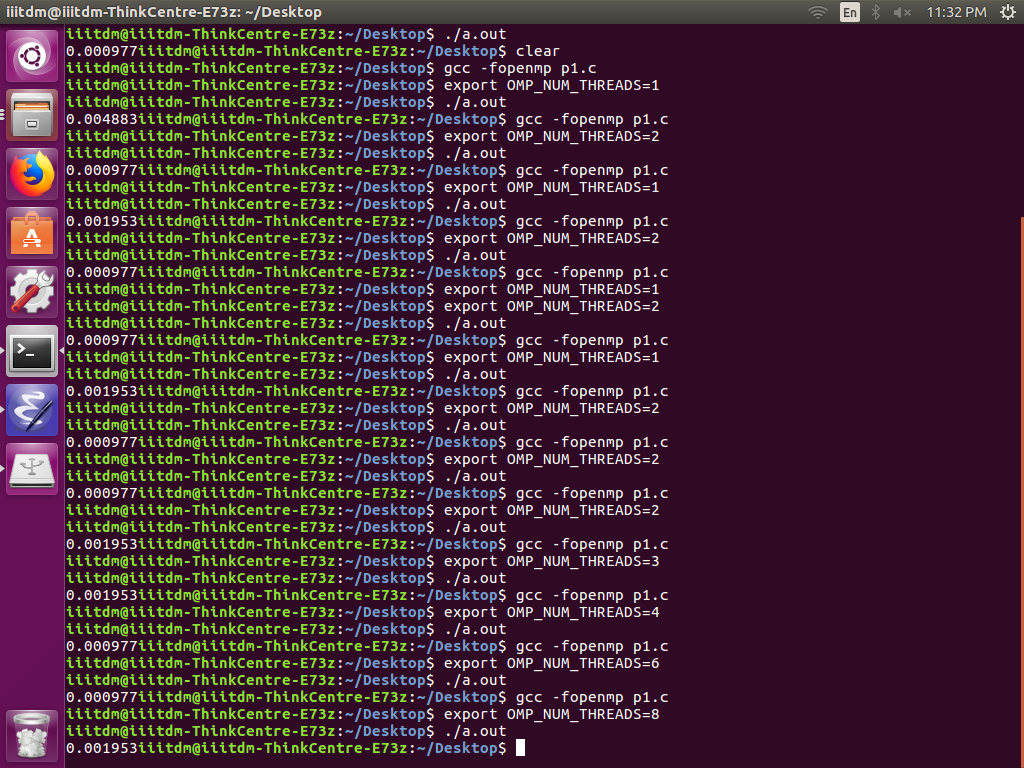 iiitdm@iiitdm-ThinkCentre-E73z: ~/Desktop En 11:32 PM
iiitdm@iiitdm-ThinkCentre-E73z:~/Desktop$ ./a.out
0.000977iiitdm@iiitdm-ThinkCentre-E73z:~/Desktop$ clear
iiitdm@iiitdm-ThinkCentre-E73z:~/Desktop$ gcc -fopenmp p1.c
iiitdm@iiitdm-ThinkCentre-E73z:~/Desktop$ export OMP_NUM_THREADS=1
iiitdm@iiitdm-ThinkCentre-E73z:~/Desktop$ ./a.out
0.004883iiitdm@iiitdm-ThinkCentre-E73z:~/Desktop$ gcc -fopenmp p1.c
iiitdm@iiitdm-ThinkCentre-E73z:~/Desktop$ export OMP_NUM_THREADS=2
iiitdm@iiitdm-ThinkCentre-E73z:~/Desktop$ ./a.out
0.000977iiitdm@iiitdm-ThinkCentre-E73z:~/Desktop$ gcc -fopenmp p1.c
iiitdm@iiitdm-ThinkCentre-E73z:~/Desktop$ export OMP_NUM_THREADS=1
iiitdm@iiitdm-ThinkCentre-E73z:~/Desktop$ ./a.out
0.001953iiitdm@iiitdm-ThinkCentre-E73z:~/Desktop$ gcc -fopenmp p1.c
iiitdm@iiitdm-ThinkCentre-E73z:~/Desktop$ export OMP_NUM_THREADS=2
iiitdm@iiitdm-ThinkCentre-E73z:~/Desktop$ ./a.out
0.000977iiitdm@iiitdm-ThinkCentre-E73z:~/Desktop$ gcc -fopenmp p1.c
iiitdm@iiitdm-ThinkCentre-E73z:~/Desktop$ export OMP_NUM_THREADS=1
iiitdm@iiitdm-ThinkCentre-E73z:~/Desktop$ export OMP_NUM_THREADS=2
iiitdm@iiitdm-ThinkCentre-E73z:~/Desktop$ ./a.out
0.000977iiitdm@iiitdm-ThinkCentre-E73z:~/Desktop$ gcc -fopenmp p1.c
iiitdm@iiitdm-ThinkCentre-E73z:~/Desktop$ export OMP_NUM_THREADS=1
iiitdm@iiitdm-ThinkCentre-E73z:~/Desktop$ ./a.out
0.001953iiitdm@iiitdm-ThinkCentre-E73z:~/Desktop$ gcc -fopenmp p1.c
iiitdm@iiitdm-ThinkCentre-E73z:~/Desktop$ export OMP_NUM_THREADS=2
iiitdm@iiitdm-ThinkCentre-E73z:~/Desktop$ ./a.out
0.000977iiitdm@iiitdm-ThinkCentre-E73z:~/Desktop$ gcc -fopenmp p1.c
iiitdm@iiitdm-ThinkCentre-E73z:~/Desktop$ export OMP_NUM_THREADS=2
iiitdm@iiitdm-ThinkCentre-E73z:~/Desktop$ ./a.out
0.000977iiitdm@iiitdm-ThinkCentre-E73z:~/Desktop$ gcc -fopenmp p1.c
iiitdm@iiitdm-ThinkCentre-E73z:~/Desktop$ export OMP_NUM_THREADS=2
iiitdm@iiitdm-ThinkCentre-E73z:~/Desktop$ ./a.out
0.001953iiitdm@iiitdm-ThinkCentre-E73z:~/Desktop$ gcc -fopenmp p1.c
iiitdm@iiitdm-ThinkCentre-E73z:~/Desktop$ export OMP_NUM_THREADS=3
iiitdm@iiitdm-ThinkCentre-E73z:~/Desktop$ ./a.out
0.001953iiitdm@iiitdm-ThinkCentre-E73z:~/Desktop$ gcc -fopenmp p1.c
iiitdm@iiitdm-ThinkCentre-E73z:~/Desktop$ export OMP_NUM_THREADS=4
iiitdm@iiitdm-ThinkCentre-E73z:~/Desktop$ ./a.out
0.000977iiitdm@iiitdm-ThinkCentre-E73z:~/Desktop$ gcc -fopenmp p1.c
iiitdm@iiitdm-ThinkCentre-E73z:~/Desktop$ export OMP_NUM_THREADS=6
iiitdm@iiitdm-ThinkCentre-E73z:~/Desktop$ ./a.out
0.000977iiitdm@iiitdm-ThinkCentre-E73z:~/Desktop$ gcc -fopenmp p1.c
iiitdm@iiitdm-ThinkCentre-E73z:~/Desktop$ export OMP_NUM_THREADS=8
iiitdm@iiitdm-ThinkCentre-E73z:~/Desktop$ ./a.out
0.001953iiitdm@iiitdm-ThinkCentre-E73z:~/Desktop$